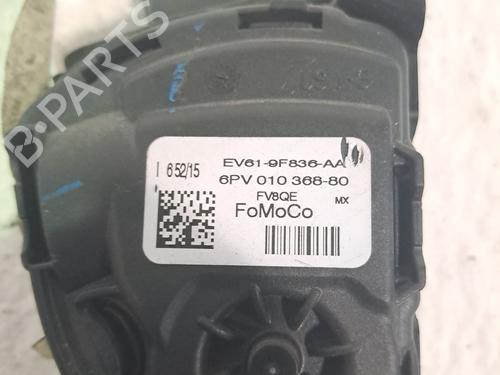 B-PARTS
EV61-9F836-AA
I 652/15
6PV 010 368-80
FV8QE
MX
FoMoCo